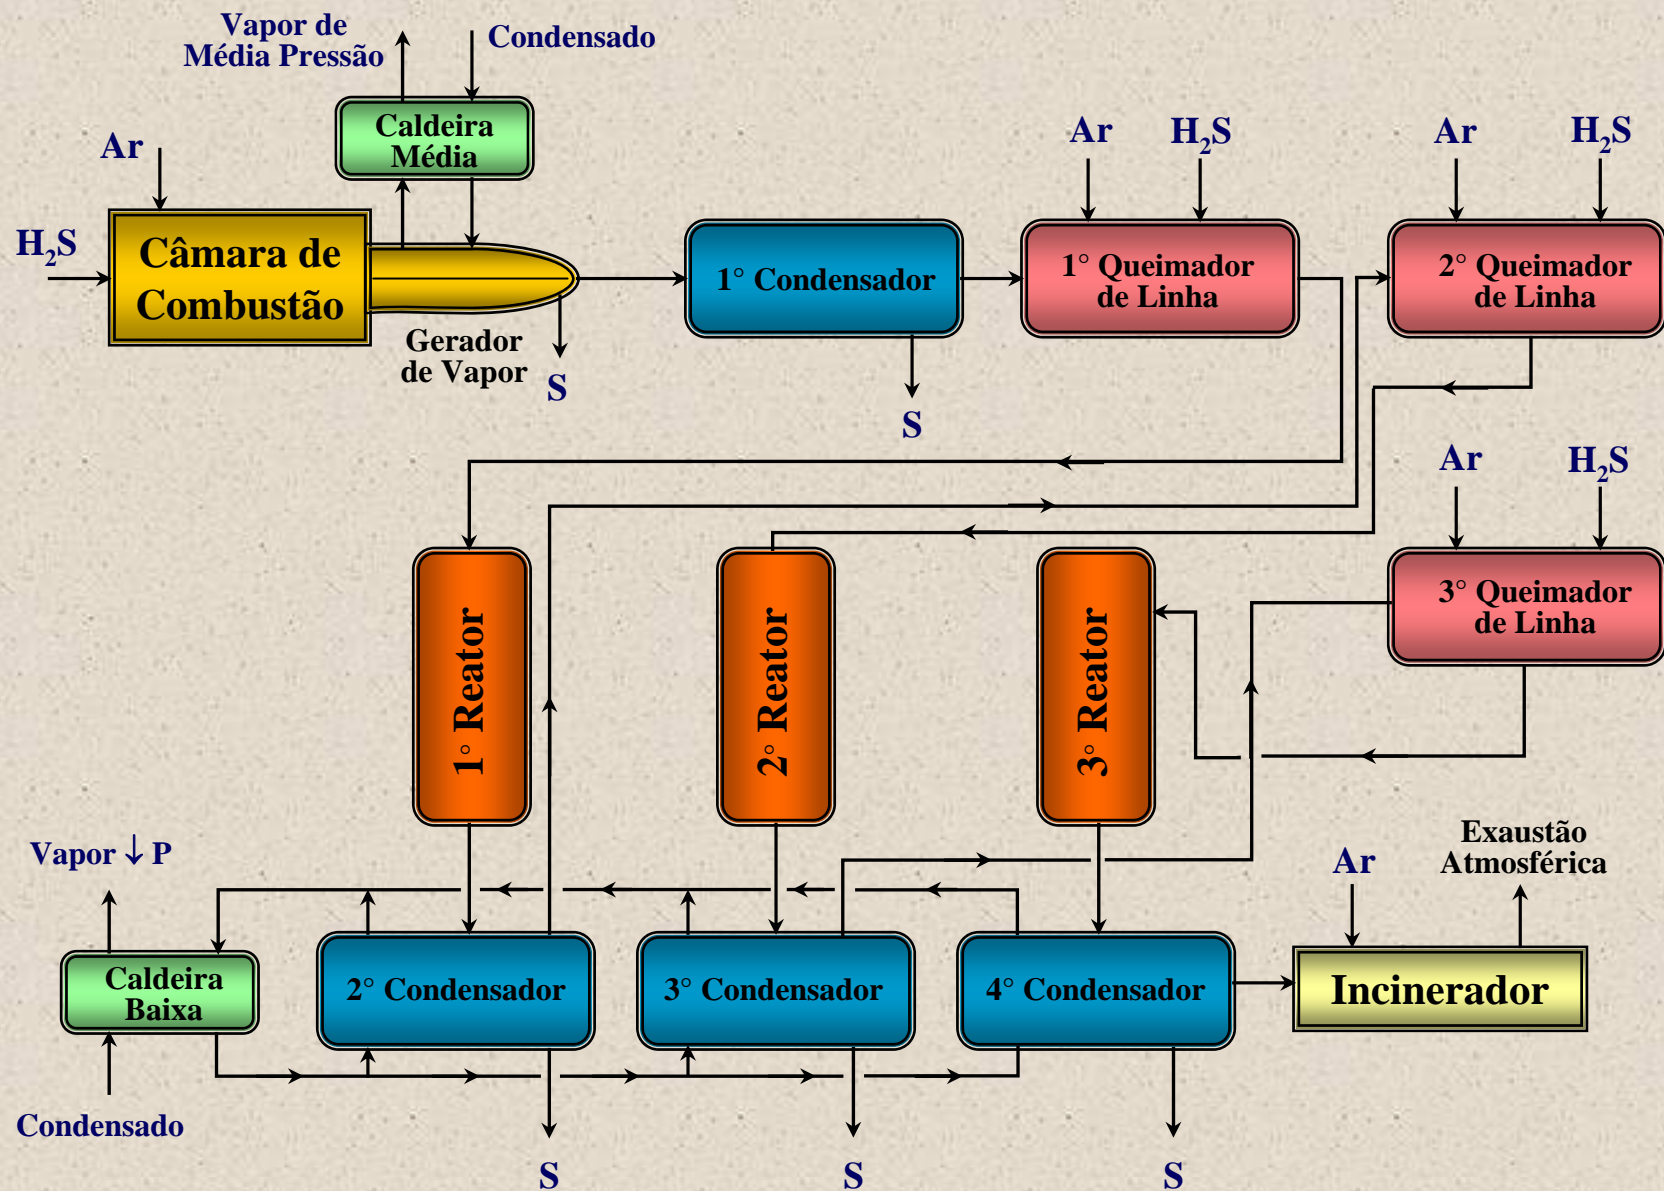 Vapor de
Média Pressão
Condensado
Caldeira
Média
Ar
H₂S
Câmara de
Combustão
Gerador
de Vapor
S
1° Condensador
S
Ar
H₂S
1° Queimador
de Linha
Ar
H₂S
2° Queimador
de Linha
Ar
H₂S
3° Queimador
de Linha
1° Reator
2° Reator
3° Reator
Vapor ↓ P
Caldeira
Baixa
Condensado
2° Condensador
3° Condensador
4° Condensador
Ar
Exaustão
Atmosférica
Incinerador
S
S
S